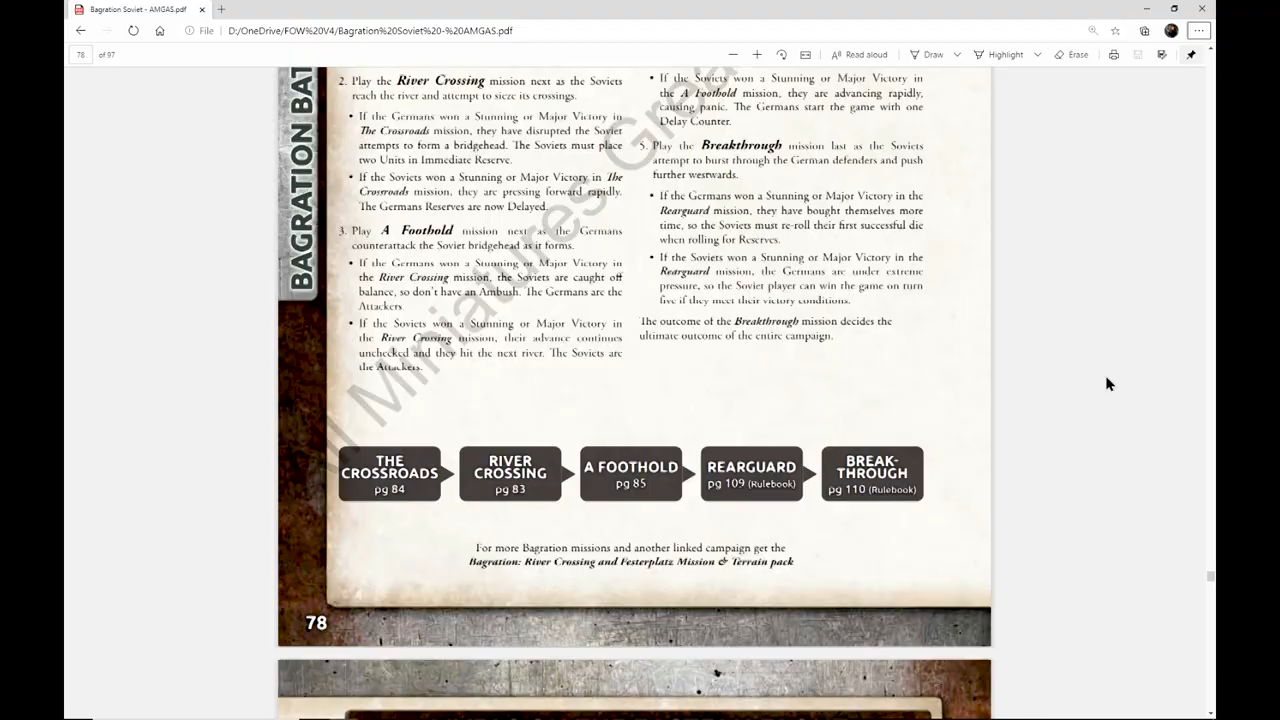 Bagration Soviet - AMGAS.pdf
File
D:/OneDrive/FOW%20V4/Bagration%20Soviet%20-%20AMGAS.pdf
78 of 97
Read aloud
Draw
Highlight
Erase
BAGRATION BAT
2. Play the River Crossing mission next as the Soviets
reach the river and attempt to sieze its crossings.
• If the Germans won a Stunning or Major Victory in
The Crossroads mission, they have disrupted the Soviet
attempts to form a bridgehead. The Soviets must place
two Units in Immediate Reserve.
• If the Soviets won a Stunning or Major Victory in The
Crossroads mission, they are pressing forward rapidly.
The Germans Reserves are now Delayed.
3. Play A Foothold mission next as the Germans
counterattack the Soviet bridgehead as it forms.
• If the Germans won a Stunning or Major Victory in
the River Crossing mission, the Soviets are caught off
balance, so don't have an Ambush. The Germans are the
Attackers
• If the Soviets won a Stunning or Major Victory in
the River Crossing mission, their advance continues
unchecked and they hit the next river. The Soviets are
the Attackers.
• If the Soviets won a Stunning or Major Victory in
the A Foothold mission, they are advancing rapidly,
causing panic. The Germans start the game with one
Delay Counter.
5. Play the Breakthrough mission last as the Soviets
attempt to burst through the German defenders and push
further westwards.
• If the Germans won a Stunning or Major Victory in the
Rearguard mission, they have bought themselves more
time, so the Soviets must re-roll their first successful die
when rolling for Reserves.
• If the Soviets won a Stunning or Major Victory in the
Rearguard mission, the Germans are under extreme
pressure, so the Soviet player can win the game on turn
five if they meet their victory conditions.
The outcome of the Breakthrough mission decides the
ultimate outcome of the entire campaign.
Miniatures
THE
CROSSROADS
pg 84
RIVER
CROSSING
pg 83
A FOOTHOLD
pg 85
REARGUARD
pg 109 (Rulebook)
BREAK-
THROUGH
pg 110 (Rulebook)
For more Bagration missions and another linked campaign get the
Bagration: River Crossing and Festerplatz Mission & Terrain pack
78